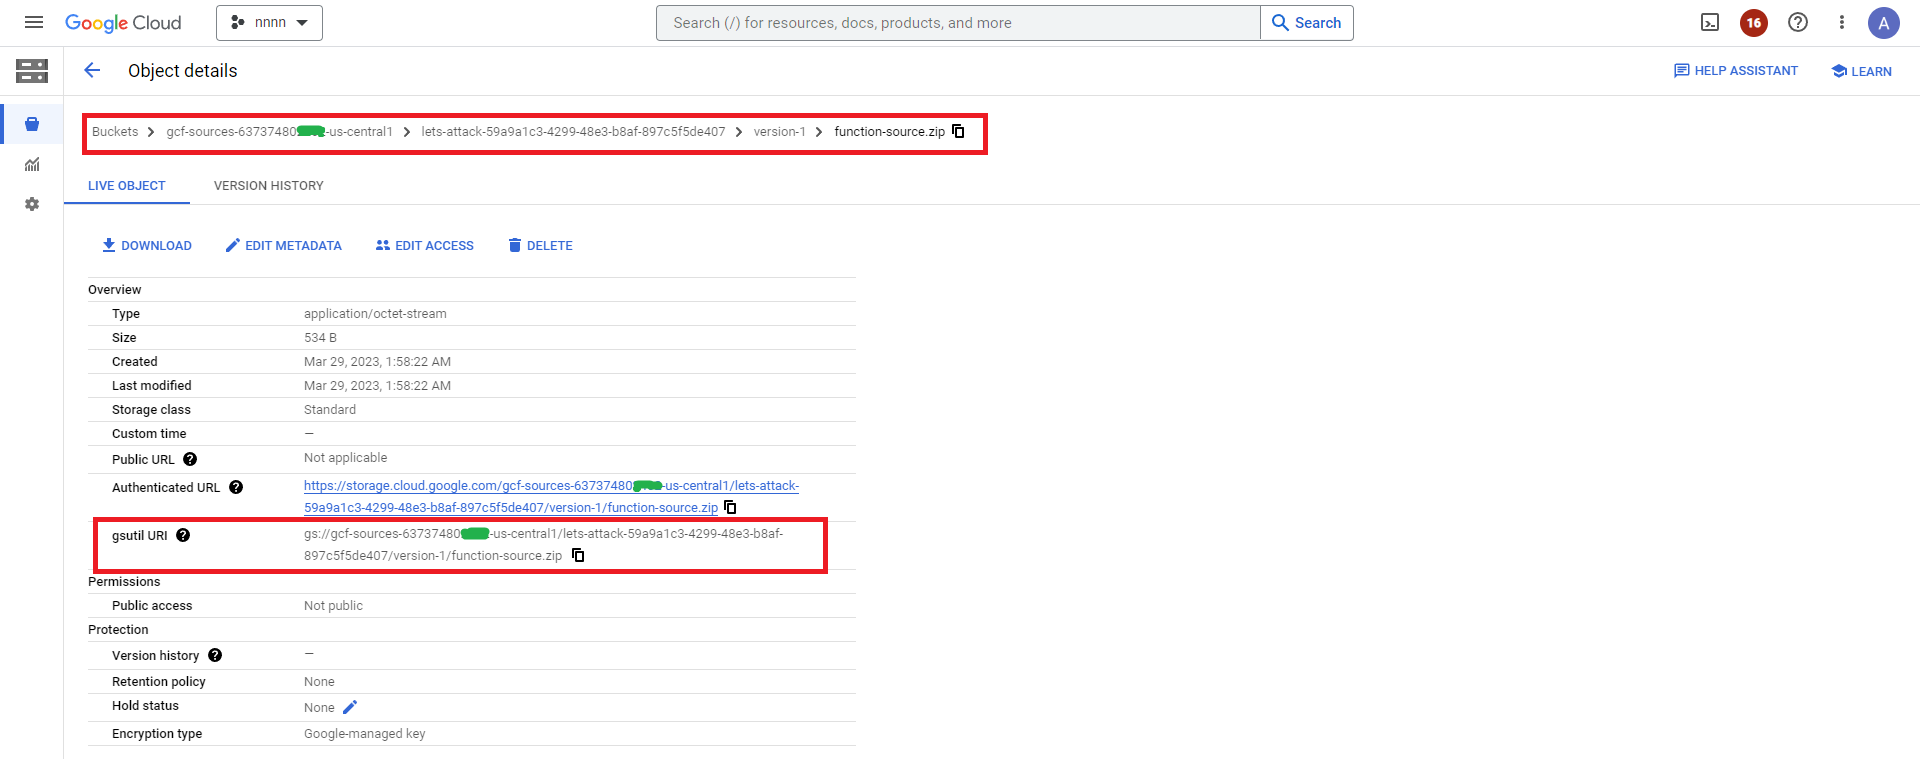 Google Cloud
nnnn
Search (/) for resources, docs, products, and more
Search
16
A
Object details
HELP ASSISTANT
LEARN
Buckets
gcf-sources-63737480 -us-central1
lets-attack-59a9a1c3-4299-48e3-b8af-897c5f5de407
version-1
function-source.zip
LIVE OBJECT
VERSION HISTORY
DOWNLOAD
EDIT METADATA
EDIT ACCESS
DELETE
Overview
Type application/octet-stream
Size 534 B
Created Mar 29, 2023, 1:58:22 AM
Last modified Mar 29, 2023, 1:58:22 AM
Storage class Standard
Custom time —
Public URL Not applicable
Authenticated URL https://storage.cloud.google.com/gcf-sources-63737480 -us-central1/lets-attack-
59a9a1c3-4299-48e3-b8af-897c5f5de407/version-1/function-source.zip
gsutil URI gs://gcf-sources-63737480 -us-central1/lets-attack-59a9a1c3-4299-48e3-b8af-
897c5f5de407/version-1/function-source.zip
Permissions
Public access Not public
Protection
Version history —
Retention policy None
Hold status None
Encryption type Google-managed key